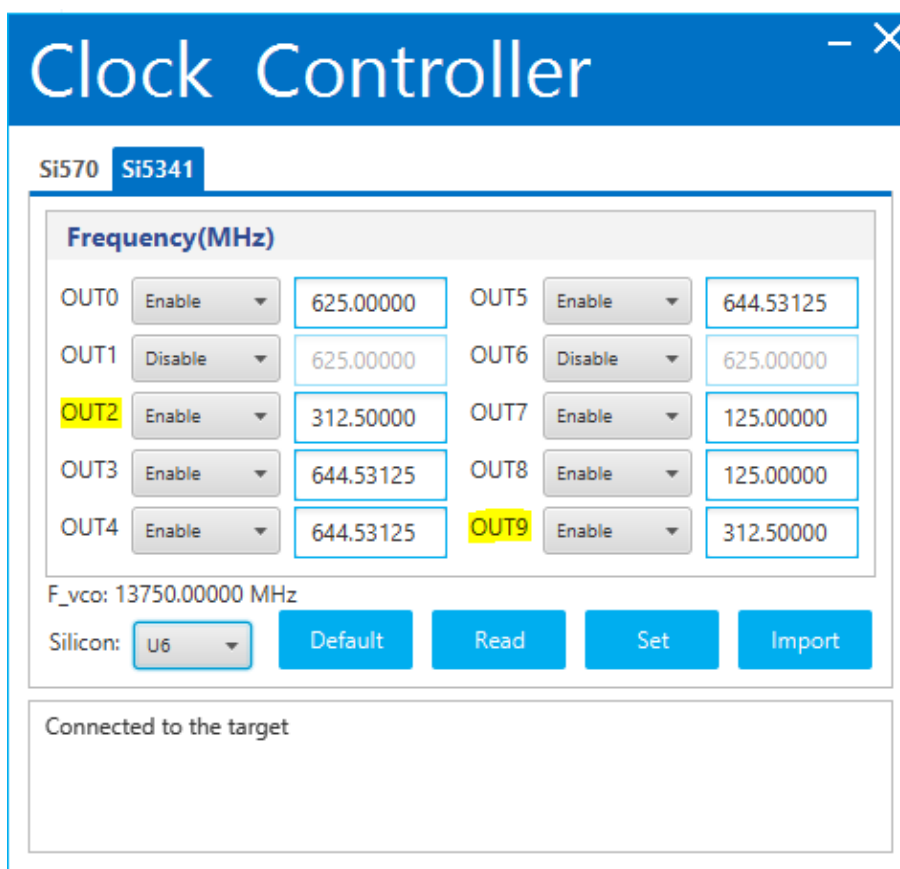 Clock Controller
Si570 Si5341
Frequency(MHz)
OUT0 Enable 625.00000 OUT5 Enable 644.53125
OUT1 Disable 625.00000 OUT6 Disable 625.00000
OUT2 Enable 312.50000 OUT7 Enable 125.00000
OUT3 Enable 644.53125 OUT8 Enable 125.00000
OUT4 Enable 644.53125 OUT9 Enable 312.50000
F_vco: 13750.00000 MHz
Silicon: U6 Default Read Set Import
Connected to the target